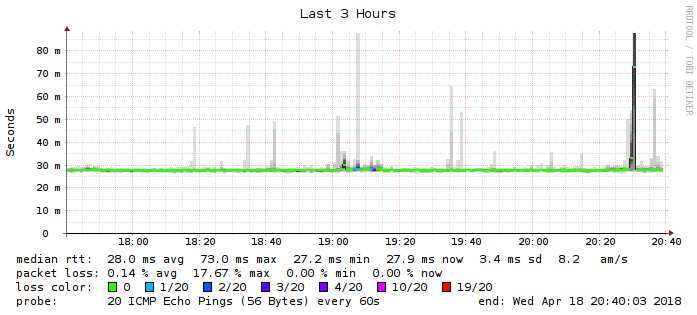 Last 3 Hours
RRDTOOL / TOBI OETIKER
Seconds
80 m
70 m
60 m
50 m
40 m
30 m
20 m
10 m
0
18:00 18:20 18:40 19:00 19:20 19:40 20:00 20:20 20:40
median rtt: 28.0 ms avg 73.0 ms max 27.2 ms min 27.9 ms now 3.4 ms sd 8.2 am/s
packet loss: 0.14 % avg 17.67 % max 0.00 % min 0.00 % now
loss color: 0 1/20 2/20 3/20 4/20 10/20 19/20
probe: 20 ICMP Echo Pings (56 Bytes) every 60s end: Wed Apr 18 20:40:03 2018